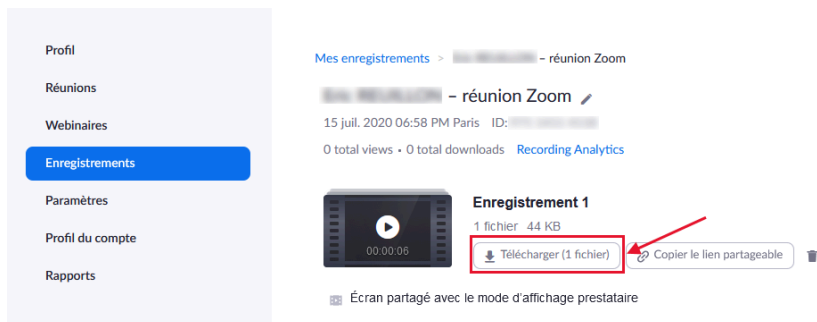 Profil
Réunions
Webinaires
Enregistrements
Paramètres
Profil du compte
Rapports
Mes enregistrements > – réunion Zoom
– réunion Zoom
15 juil. 2020 06:58 PM Paris ID:
0 total views • 0 total downloads Recording Analytics
Enregistrement 1
1 fichier 44 KB
00:00:06
Télécharger (1 fichier)
Copier le lien partageable
Écran partagé avec le mode d'affichage prestataire